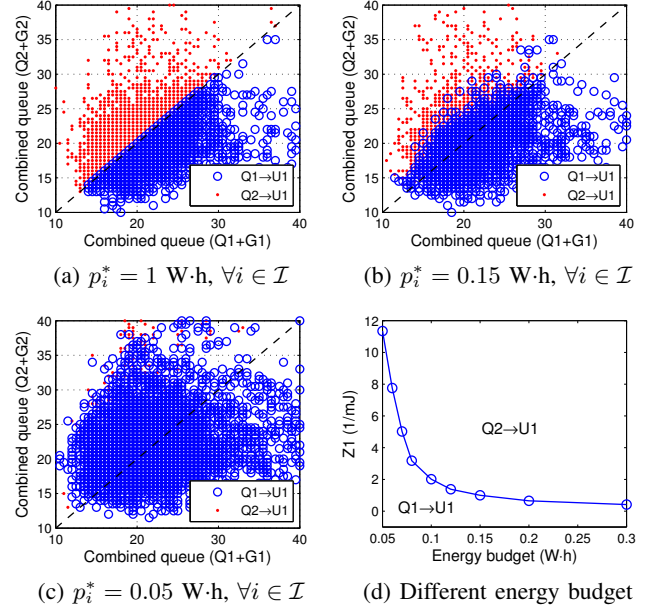 40
35
30
25
20
15
10
Combined queue (Q2+G2)
10 20 30 40
Combined queue (Q1+G1)
Q1→U1
Q2→U1
(a) p_i^* = 1 W·h, ∀i ∈ 𝓘
40
35
30
25
20
15
10
Combined queue (Q2+G2)
10 20 30 40
Combined queue (Q1+G1)
Q1→U1
Q2→U1
(b) p_i^* = 0.15 W·h, ∀i ∈ 𝓘
40
35
30
25
20
15
10
Combined queue (Q2+G2)
10 20 30 40
Combined queue (Q1+G1)
Q1→U1
Q2→U1
(c) p_i^* = 0.05 W·h, ∀i ∈ 𝓘
12
10
8
6
4
2
0
Z1 (1/mJ)
Q2→U1
Q1→U1
0.05 0.1 0.15 0.2 0.25 0.3
Energy budget (W·h)
(d) Different energy budget